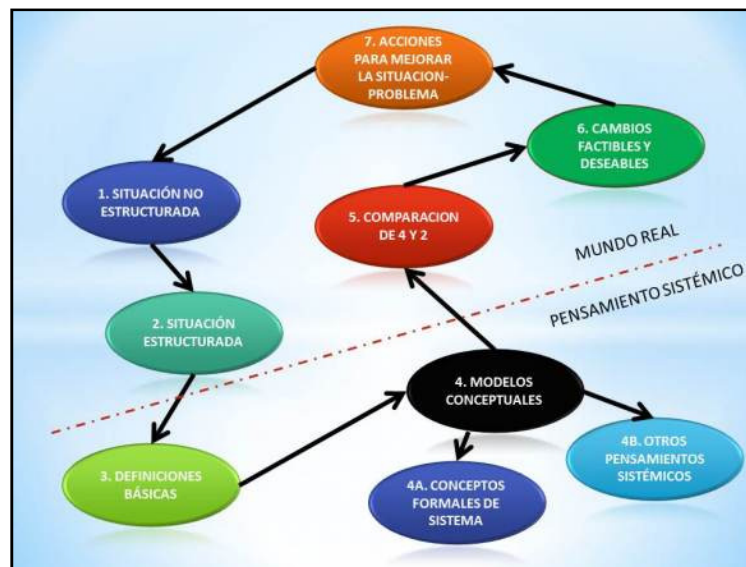 7. ACCIONES
PARA MEJORAR
LA SITUACION-
PROBLEMA
6. CAMBIOS
FACTIBLES Y
DESEABLES
1. SITUACIÓN NO
ESTRUCTURADA
5. COMPARACION
DE 4 Y 2
MUNDO REAL
PENSAMIENTO SISTÉMICO
2. SITUACIÓN
ESTRUCTURADA
4. MODELOS
CONCEPTUALES
3. DEFINICIONES
BÁSICAS
4A. CONCEPTOS
FORMALES DE
SISTEMA
4B. OTROS
PENSAMIENTOS
SISTÉMICOS